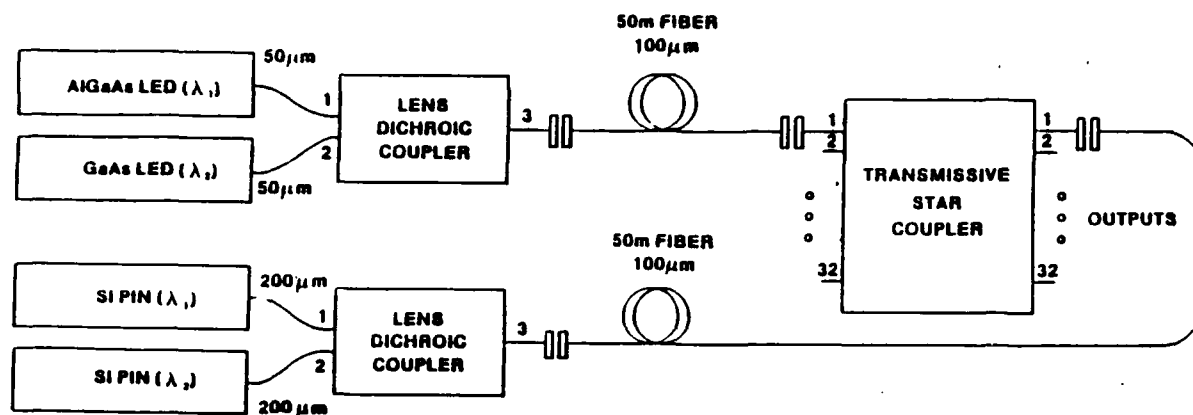 50m FIBER
100μm
50μm
AlGaAs LED (λ₁)
1
LENS
DICHROIC
COUPLER
3
GaAs LED (λ₂)
2
50μm
1
2
TRANSMISSIVE
STAR
COUPLER
32
1
2
OUTPUTS
32
50m FIBER
100μm
200μm
SI PIN (λ₁)
1
LENS
DICHROIC
COUPLER
3
SI PIN (λ₂)
2
200μm